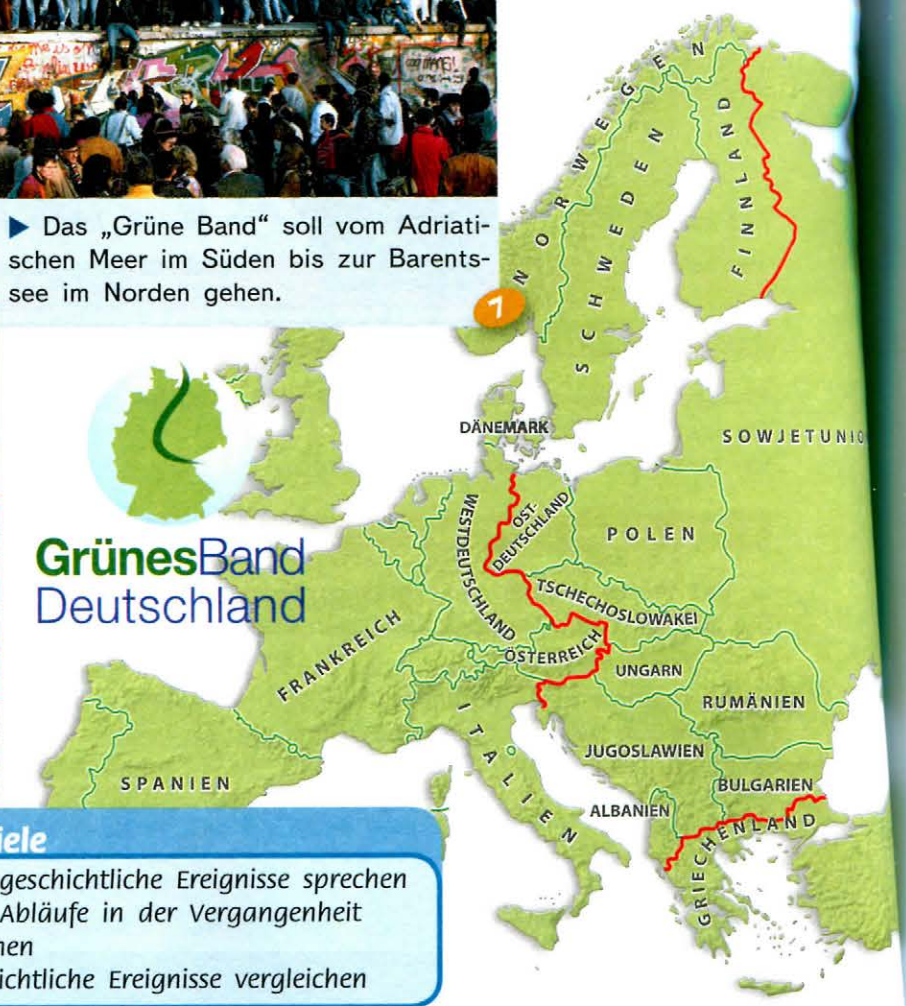 ▶ Das „Grüne Band“ soll vom Adriati-
schen Meer im Süden bis zur Barents-
see im Norden gehen.
7
GrünesBand
Deutschland
NORWEGEN
SCHWEDEN
FINNLAND
DÄNEMARK
SOWJETUNIO
WESTDEUTSCHLAND
OST-
DEUTSCHLAND
POLEN
TSCHECHOSLOWAKEI
FRANKREICH
ÖSTERREICH
UNGARN
RUMÄNIEN
ITALIEN
JUGOSLAWIEN
SPANIEN
BULGARIEN
ALBANIEN
GRIECHENLAND
iele
geschichtliche Ereignisse sprechen
Abläufe in der Vergangenheit
nen
ichtliche Ereignisse vergleichen